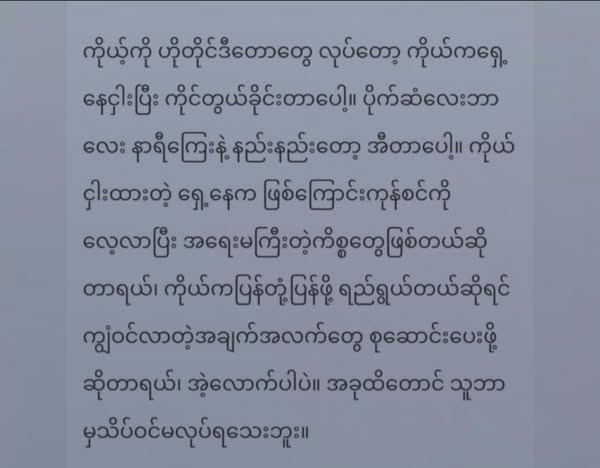 ကိုယ့်ကို ဟိုတိုင်ဒီတောတွေ လုပ်တော့ ကိုယ်ကရှေ့
နေငှါးပြီး ကိုင်တွယ်ခိုင်းတာပေါ့။ ပိုက်ဆံလေးဘာ
လေး နာရီကြေးနဲ့ နည်းနည်းတော့ အီတာပေါ့။ ကိုယ်
ငှါးထားတဲ့ ရှေ့နေက ဖြစ်ကြောင်းကုန်စင်ကို
လေ့လာပြီး အရေးမကြီးတဲ့ကိစ္စတွေဖြစ်တယ်ဆို
တာရယ်၊ ကိုယ်ကပြန်တုံ့ပြန်ဖို့ ရည်ရွယ်တယ်ဆိုရင်
ကျွံဝင်လာတဲ့အချက်အလက်တွေ စုဆောင်းပေးဖို့
ဆိုတာရယ်၊ အဲ့လောက်ပါပဲ။ အခုထိတောင် သူဘာ
မှသိပ်ဝင်မလုပ်ရသေးဘူး။